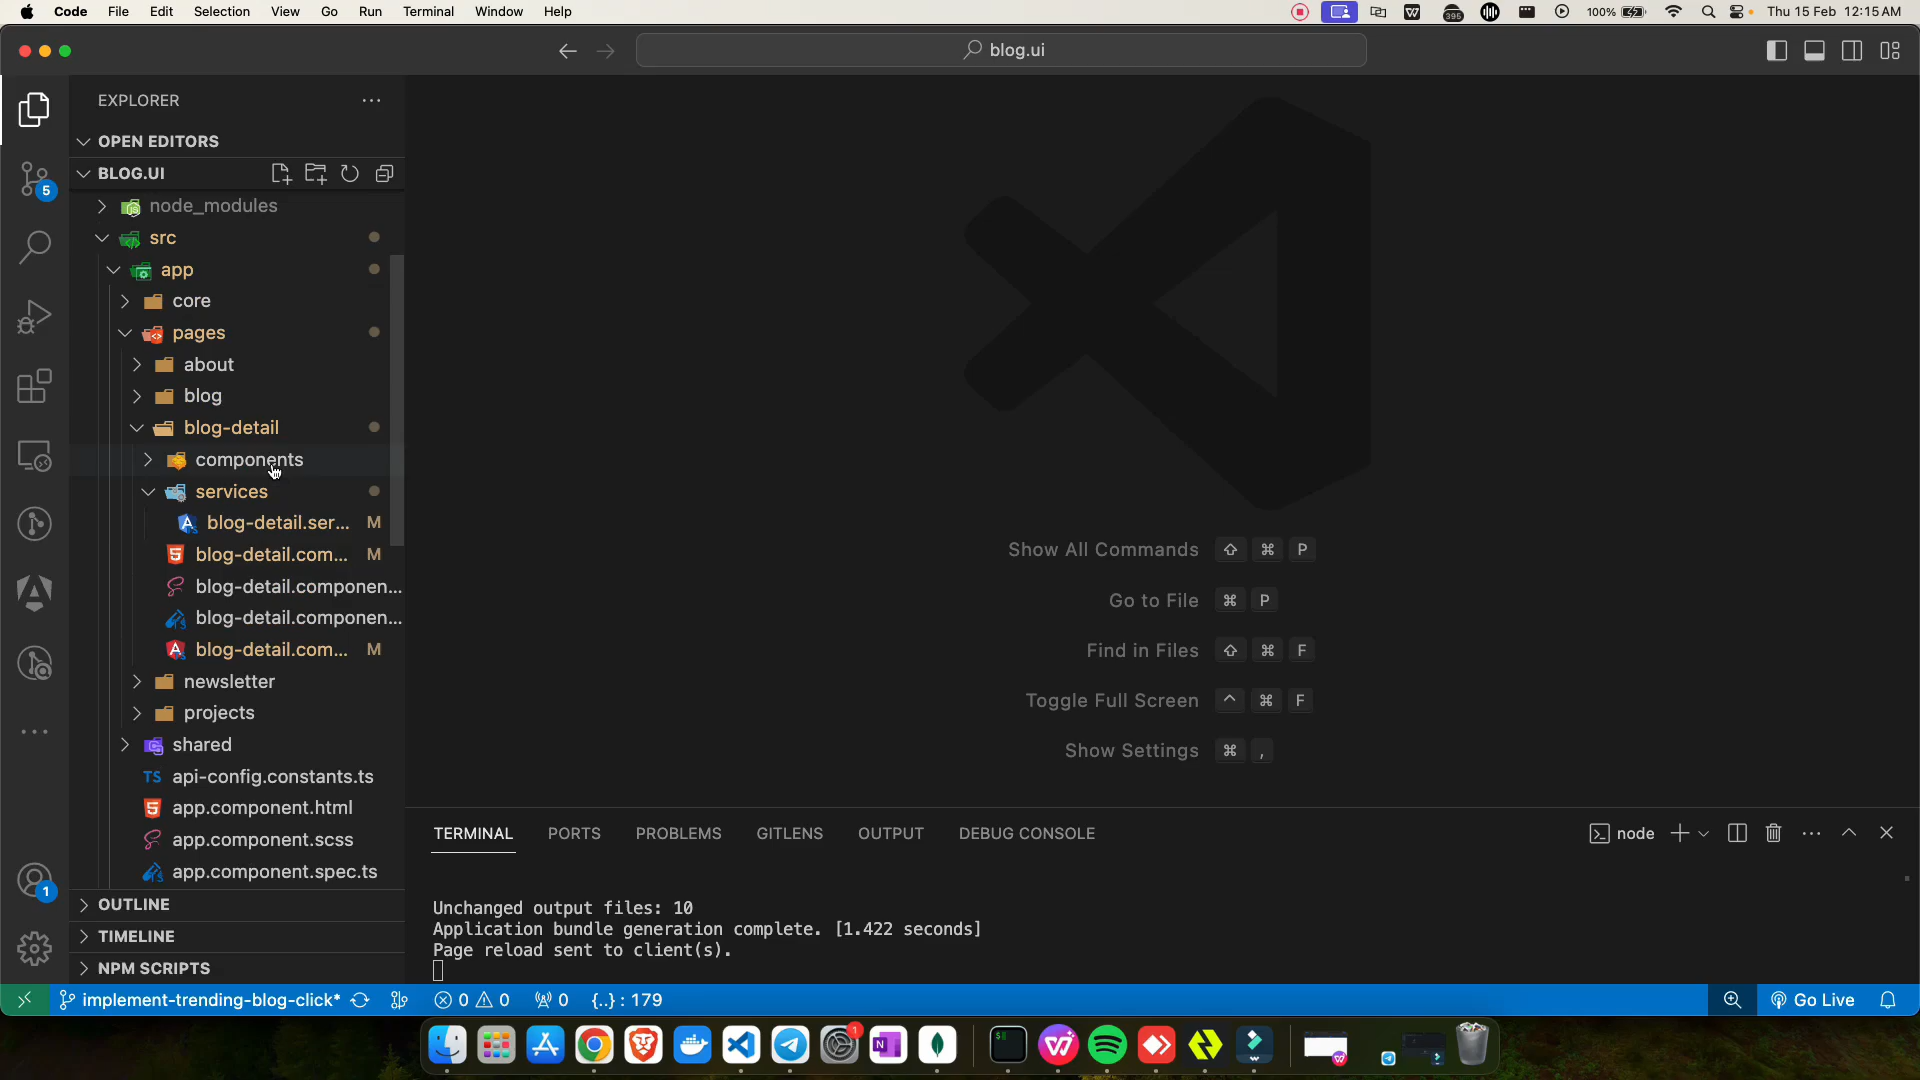 Code File Edit Selection View Go Run Terminal Window Help 395 100% Thu 15 Feb 12:15 AM
blog.ui
EXPLORER
OPEN EDITORS
BLOG.UI
node_modules
src
app
core
pages
about
blog
blog-detail
components
services
blog-detail.ser... M
blog-detail.com... M
blog-detail.componen...
blog-detail.componen...
blog-detail.com... M
newsletter
projects
shared
TS api-config.constants.ts
app.component.html
app.component.scss
app.component.spec.ts
OUTLINE
TIMELINE
NPM SCRIPTS
5
1
Show All Commands ⇧ ⌘ P
Go to File ⌘ P
Find in Files ⇧ ⌘ F
Toggle Full Screen ^ ⌘ F
Show Settings ⌘ ,
TERMINAL PORTS PROBLEMS GITLENS OUTPUT DEBUG CONSOLE node
Unchanged output files: 10
Application bundle generation complete. [1.422 seconds]
Page reload sent to client(s).
implement-trending-blog-click* 0 0 0 {..} : 179 Go Live
1